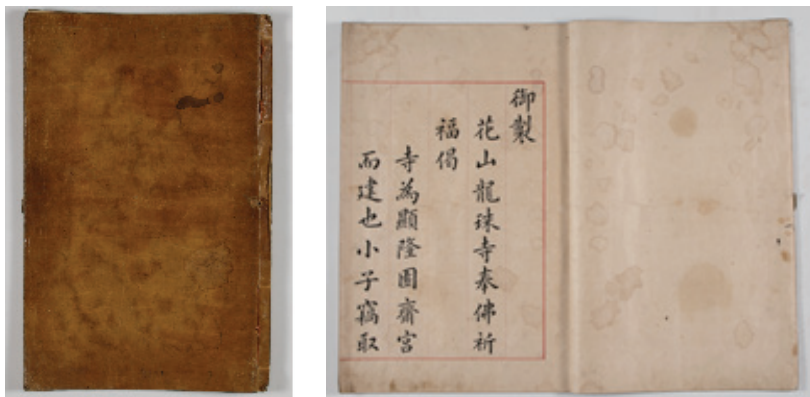 御製
花山龍珠寺奉佛祈
福偈
寺為顯隆園齋宮
而建也小子竊取